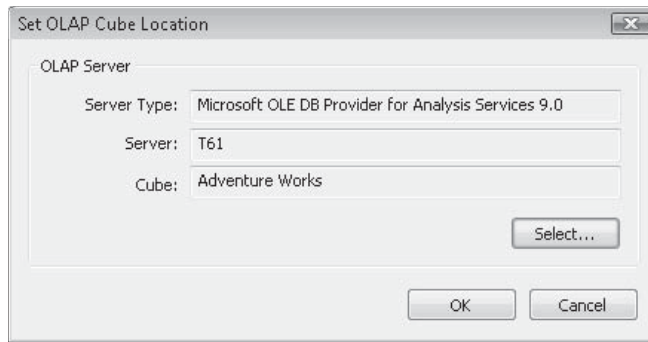 Set OLAP Cube Location
OLAP Server
Server Type: Microsoft OLE DB Provider for Analysis Services 9.0
Server: T61
Cube: Adventure Works
Select...
OK Cancel